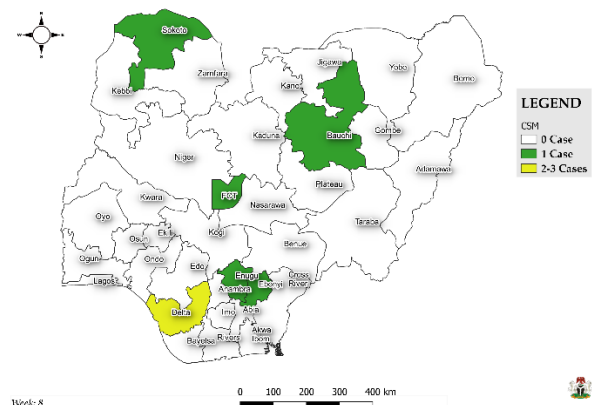 N
W E
S
Sokoto
Jigawa
Yobe
Borno
Zamfara
Kano
Kebbi
Kaduna
Bauchi
Gombe
Niger
Adamawa
Plateau
FCT
Nasarawa
Kwara
Taraba
Oyo
Kogi
Osun
Ekiti
Benue
Ogun
Ondo
Edo
Enugu
Cross
River
Lagos
Anambra
Ebonyi
Delta
Imo
Abia
Akwa
Ibom
Bayelsa
Rivers
LEGEND
CSM
0 Case
1 Case
2-3 Cases
0 100 200 300 400 km
Week: 8